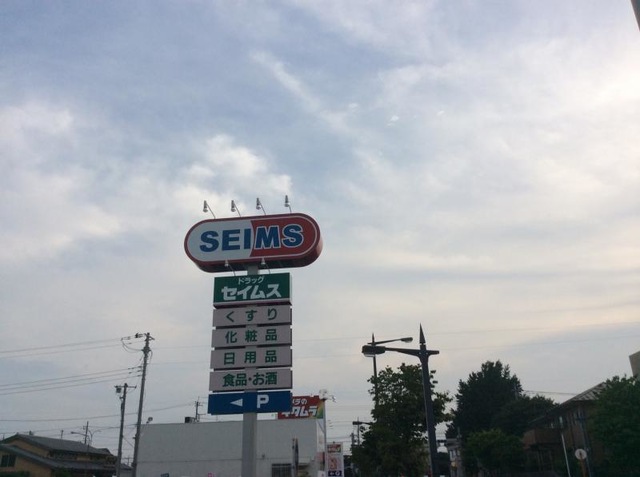 SEIMS
ドラッグ
セイムス
くすり
化粧品
日用品
食品・お酒
P